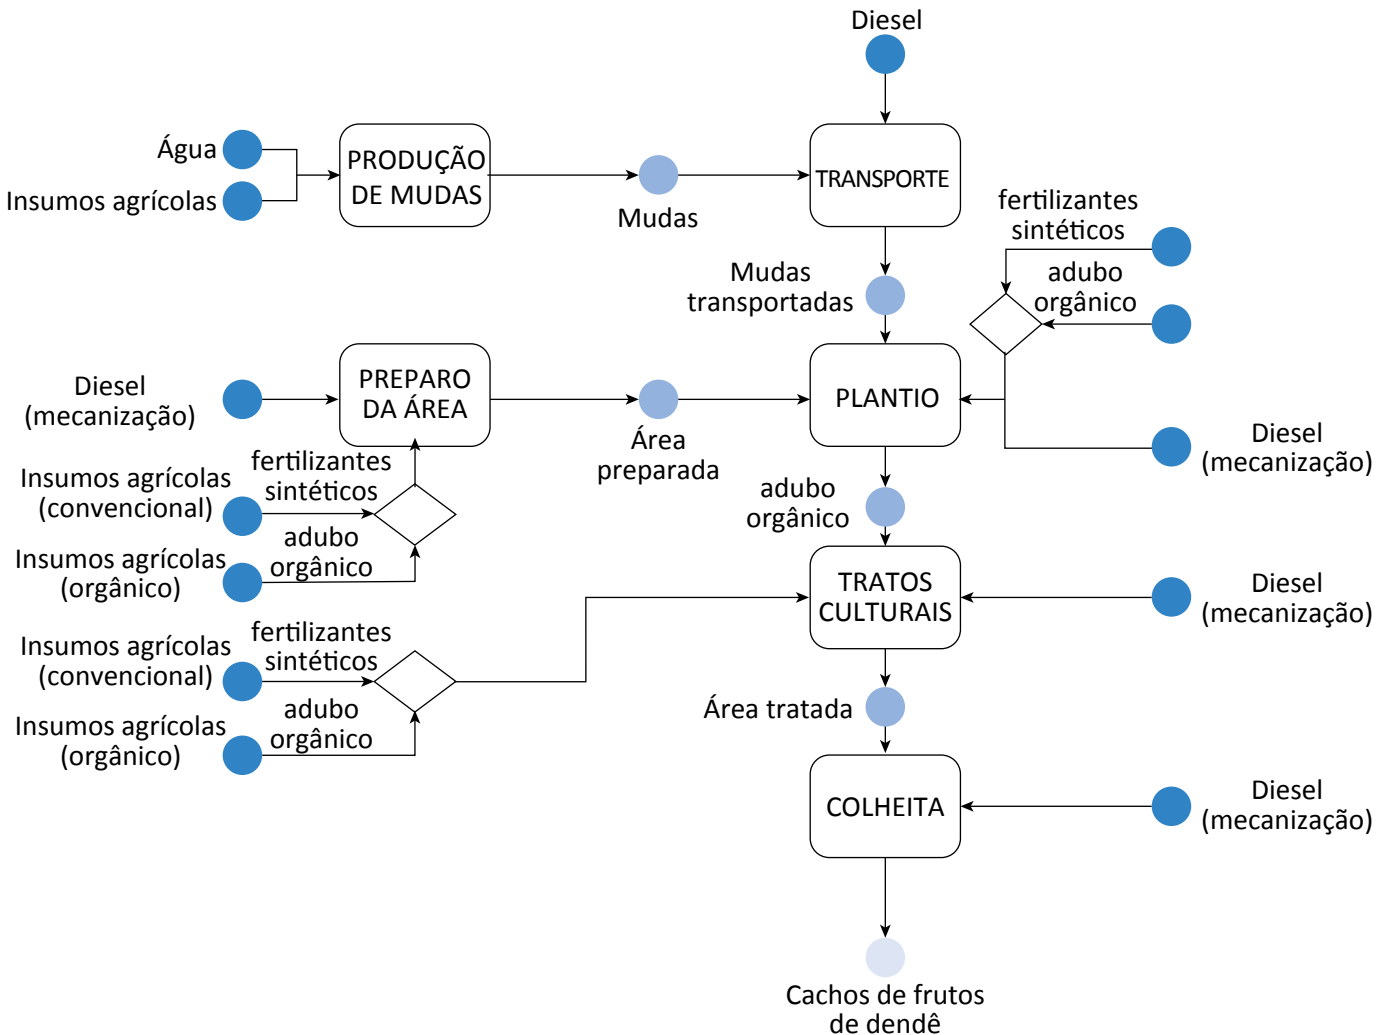 Diesel
Água
Insumos agrícolas
PRODUÇÃO
DE MUDAS
Mudas
TRANSPORTE
fertilizantes
sintéticos
adubo
orgânico
Mudas
transportadas
Diesel
(mecanização)
PREPARO
DA ÁREA
Área
preparada
PLANTIO
Diesel
(mecanização)
Insumos agrícolas
(convencional)
fertilizantes
sintéticos
Insumos agrícolas
(orgânico)
adubo
orgânico
adubo
orgânico
TRATOS
CULTURAIS
Diesel
(mecanização)
Insumos agrícolas
(convencional)
fertilizantes
sintéticos
Insumos agrícolas
(orgânico)
adubo
orgânico
Área tratada
COLHEITA
Diesel
(mecanização)
Cachos de frutos
de dendê